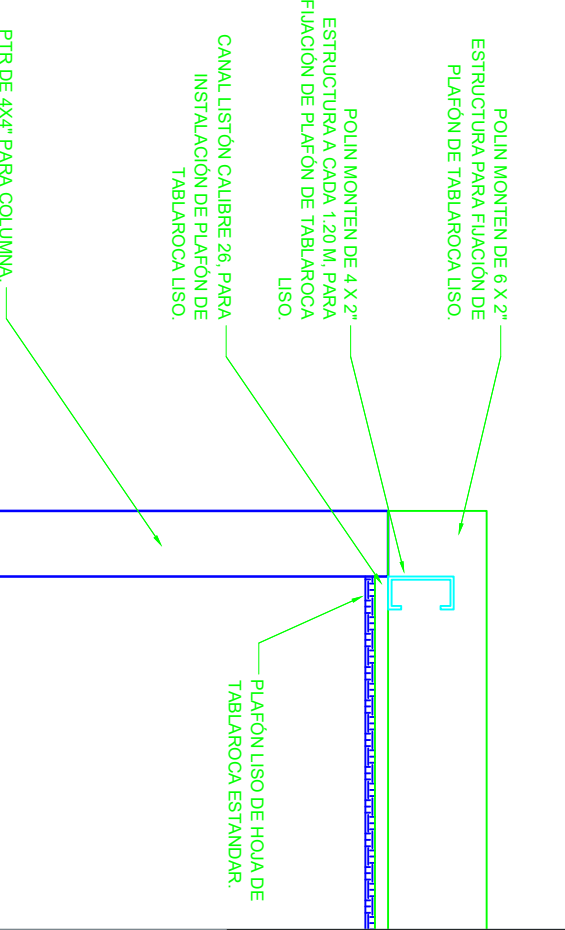 POLIN MONTEN DE 6 X 2"
ESTRUCTURA PARA FIJACIÓN DE
PLAFÓN DE TABLAROCA LISO.
POLIN MONTEN DE 4 X 2"
ESTRUCTURA A CADA 1.20 M, PARA
FIJACIÓN DE PLAFÓN DE TABLAROCA
LISO.
CANAL LISTÓN CALIBRE 26, PARA
INSTALACIÓN DE PLAFÓN DE
TABLAROCA LISO.
PTR DE 4X4" PARA COLUMNA.
PLAFÓN LISO DE HOJA DE
TABLAROCA ESTANDAR.